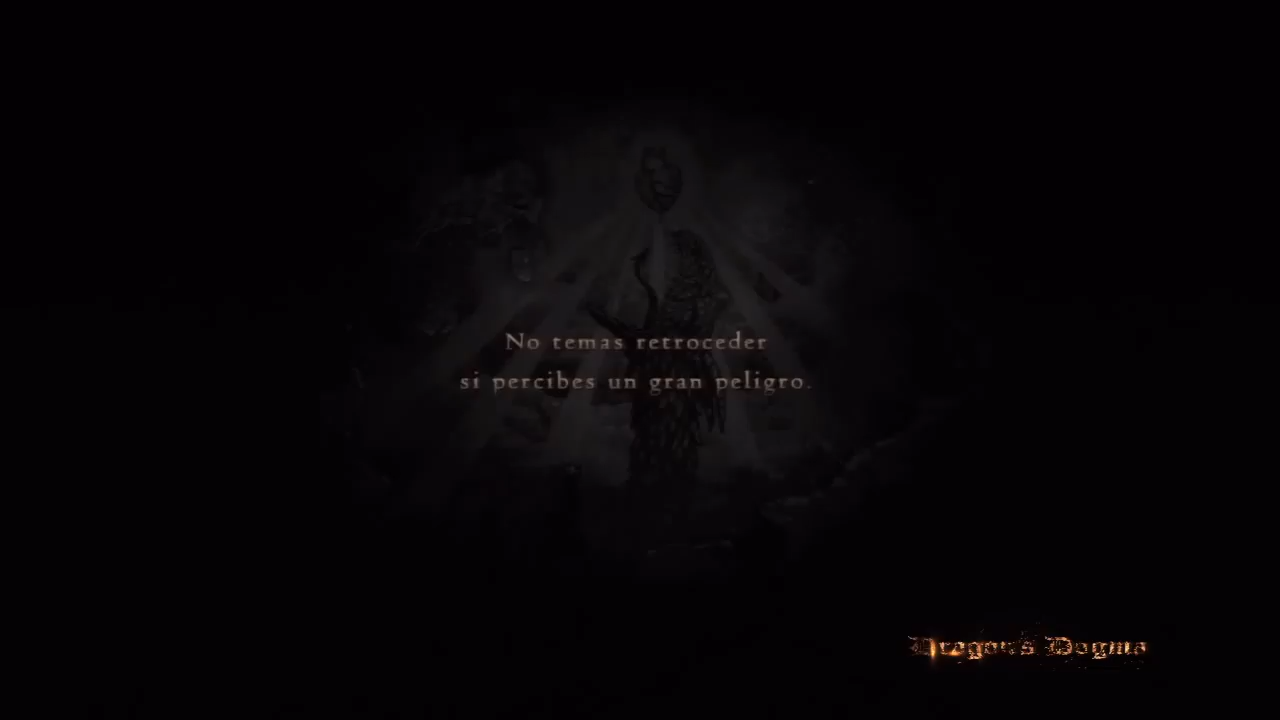 No temas retroceder
si percibes un gran peligro.
Dragon's Dogma